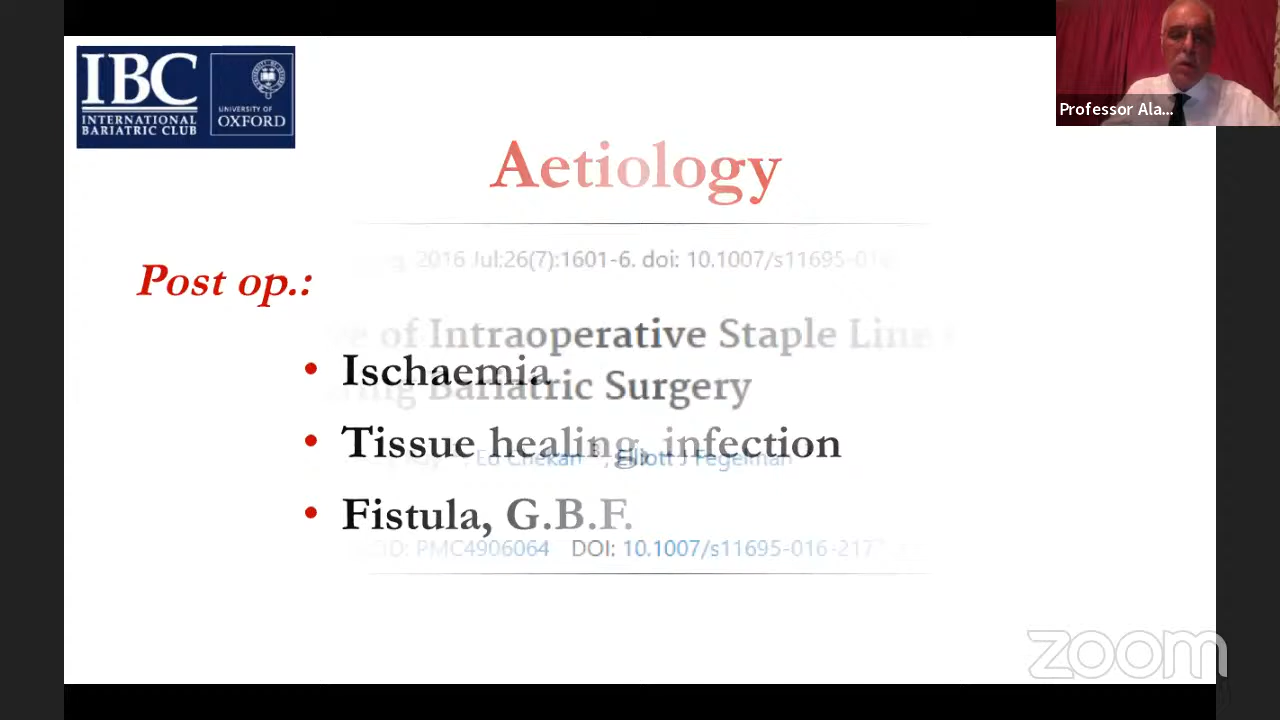 IBC
INTERNATIONAL
BARIATRIC CLUB
UNIVERSITY OF
OXFORD
Professor Ala...
Aetiology
2016 Jul;26(7):1601-6. doi: 10.1007/s11695-016
Post op.:
of Intraoperative Staple Line
• Ischaemia
Bariatric Surgery
• Tissue healing, infection
Ed Chekan , Elliott J Fegelman
• Fistula, G.B.F.
PMC4906064 DOI: 10.1007/s11695-016-217
zoom